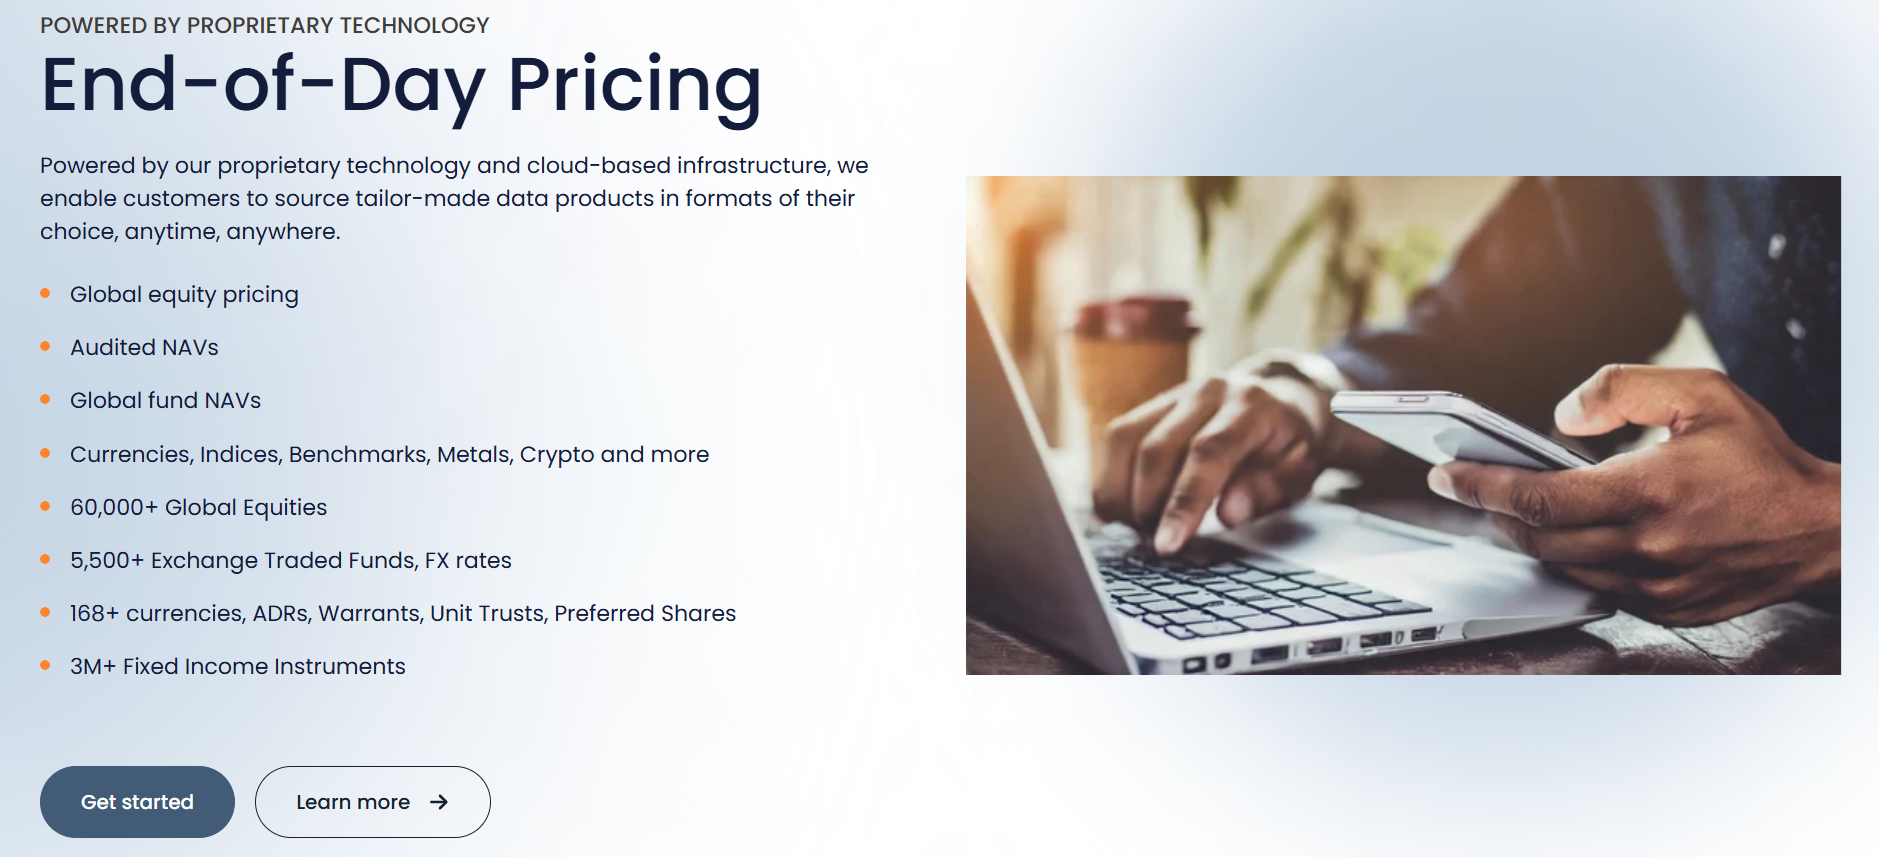 POWERED BY PROPRIETARY TECHNOLOGY
End-of-Day Pricing
Powered by our proprietary technology and cloud-based infrastructure, we
enable customers to source tailor-made data products in formats of their
choice, anytime, anywhere.
Global equity pricing
Audited NAVs
Global fund NAVs
Currencies, Indices, Benchmarks, Metals, Crypto and more
60,000+ Global Equities
5,500+ Exchange Traded Funds, FX rates
168+ currencies, ADRs, Warrants, Unit Trusts, Preferred Shares
3M+ Fixed Income Instruments
Get started
Learn more →